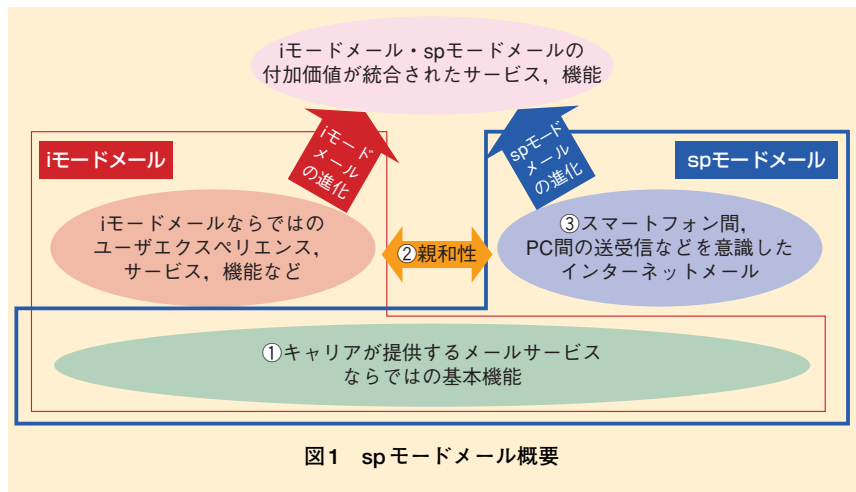 iモードメール・spモードメールの
付加価値が統合されたサービス，機能
iモード
メール
の進化
spモード
メール
の進化
iモードメール
spモードメール
iモードメールならではの
ユーザエクスペリエンス，
サービス，機能など
②親和性
③スマートフォン間，
PC間の送受信などを意識した
インターネットメール
①キャリアが提供するメールサービス
ならではの基本機能
図1 spモードメール概要